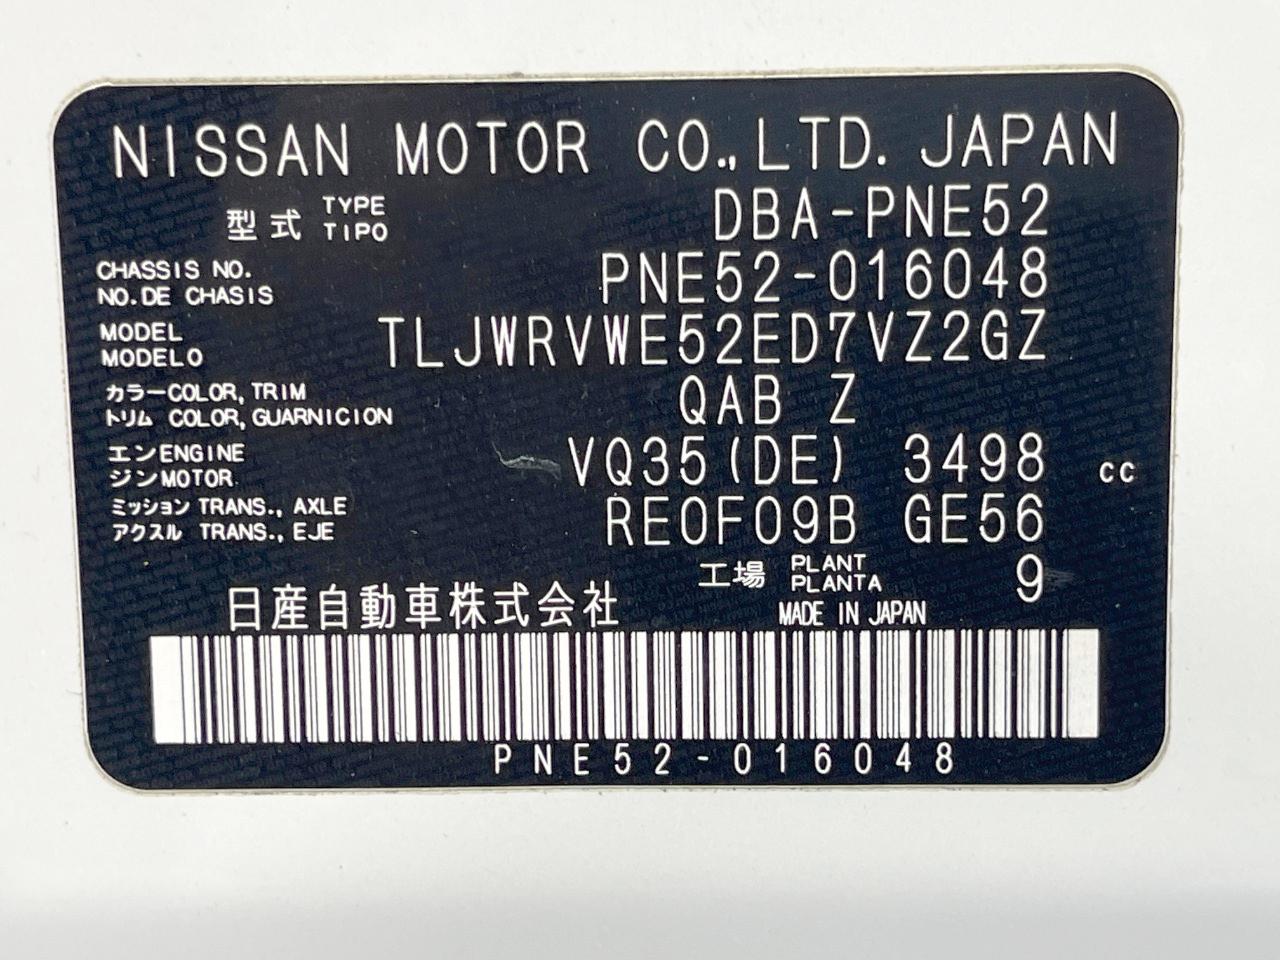 NISSAN MOTOR CO.,LTD. JAPAN
型式 TYPE TIPO DBA-PNE52
CHASSIS NO.
NO.DE CHASIS PNE52-016048
MODEL
MODELO TLJWRVWE52ED7VZ2GZ
カラーCOLOR,TRIM
トリム COLOR,GUARNICION QAB Z
エンENGINE
ジンMOTOR VQ35(DE) 3498 cc
ミッション TRANS.,AXLE
アクスル TRANS.,EJE RE0F09B GE56
工場 PLANT PLANTA 9
日産自動車株式会社 MADE IN JAPAN
PNE52-016048